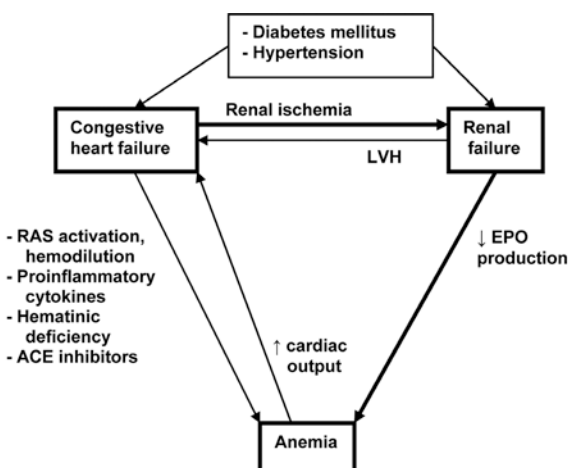 - Diabetes mellitus
- Hypertension
Renal ischemia
Congestive
heart failure
Renal
failure
LVH
- RAS activation,
hemodilution
- Proinflammatory
cytokines
- Hematinic
deficiency
- ACE inhibitors
↓ EPO
production
↑ cardiac
output
Anemia